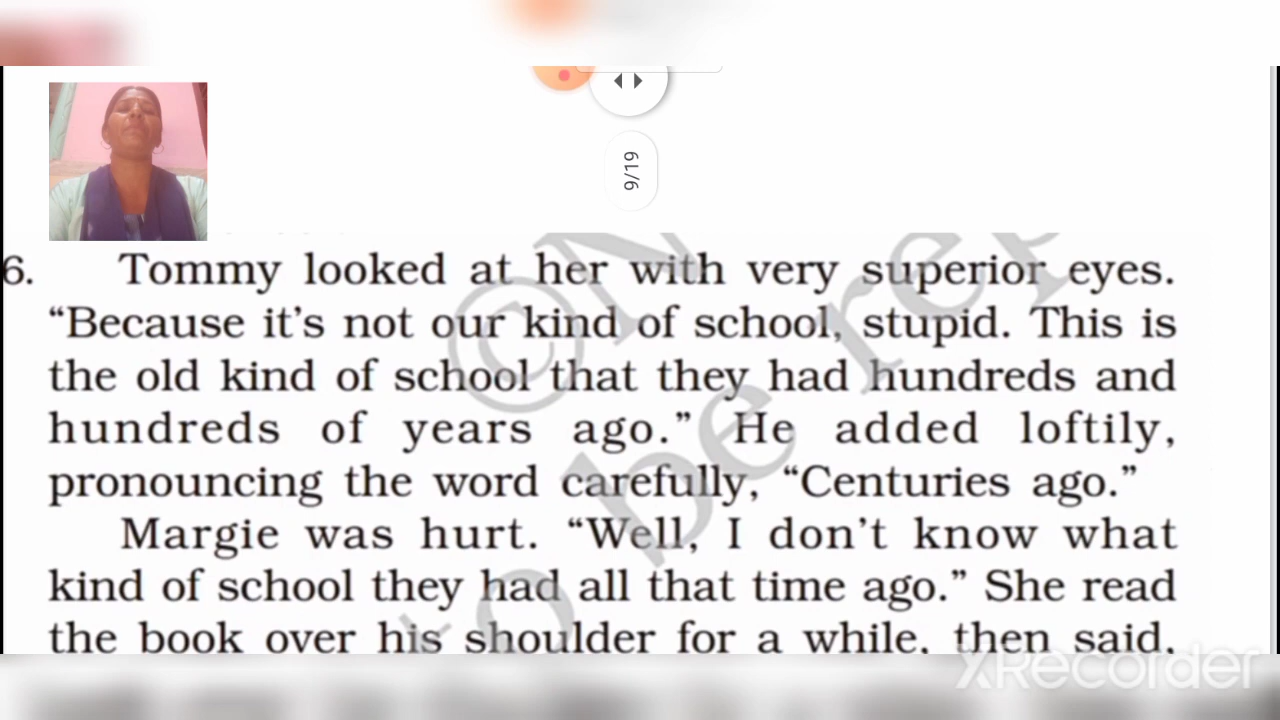 9/19
6. Tommy looked at her with very superior eyes.
“Because it’s not our kind of school, stupid. This is
the old kind of school that they had hundreds and
hundreds of years ago.” He added loftily,
pronouncing the word carefully, “Centuries ago.”
Margie was hurt. “Well, I don’t know what
kind of school they had all that time ago.” She read
the book over his shoulder for a while, then said,
©N
t
o be rep
XRecorder